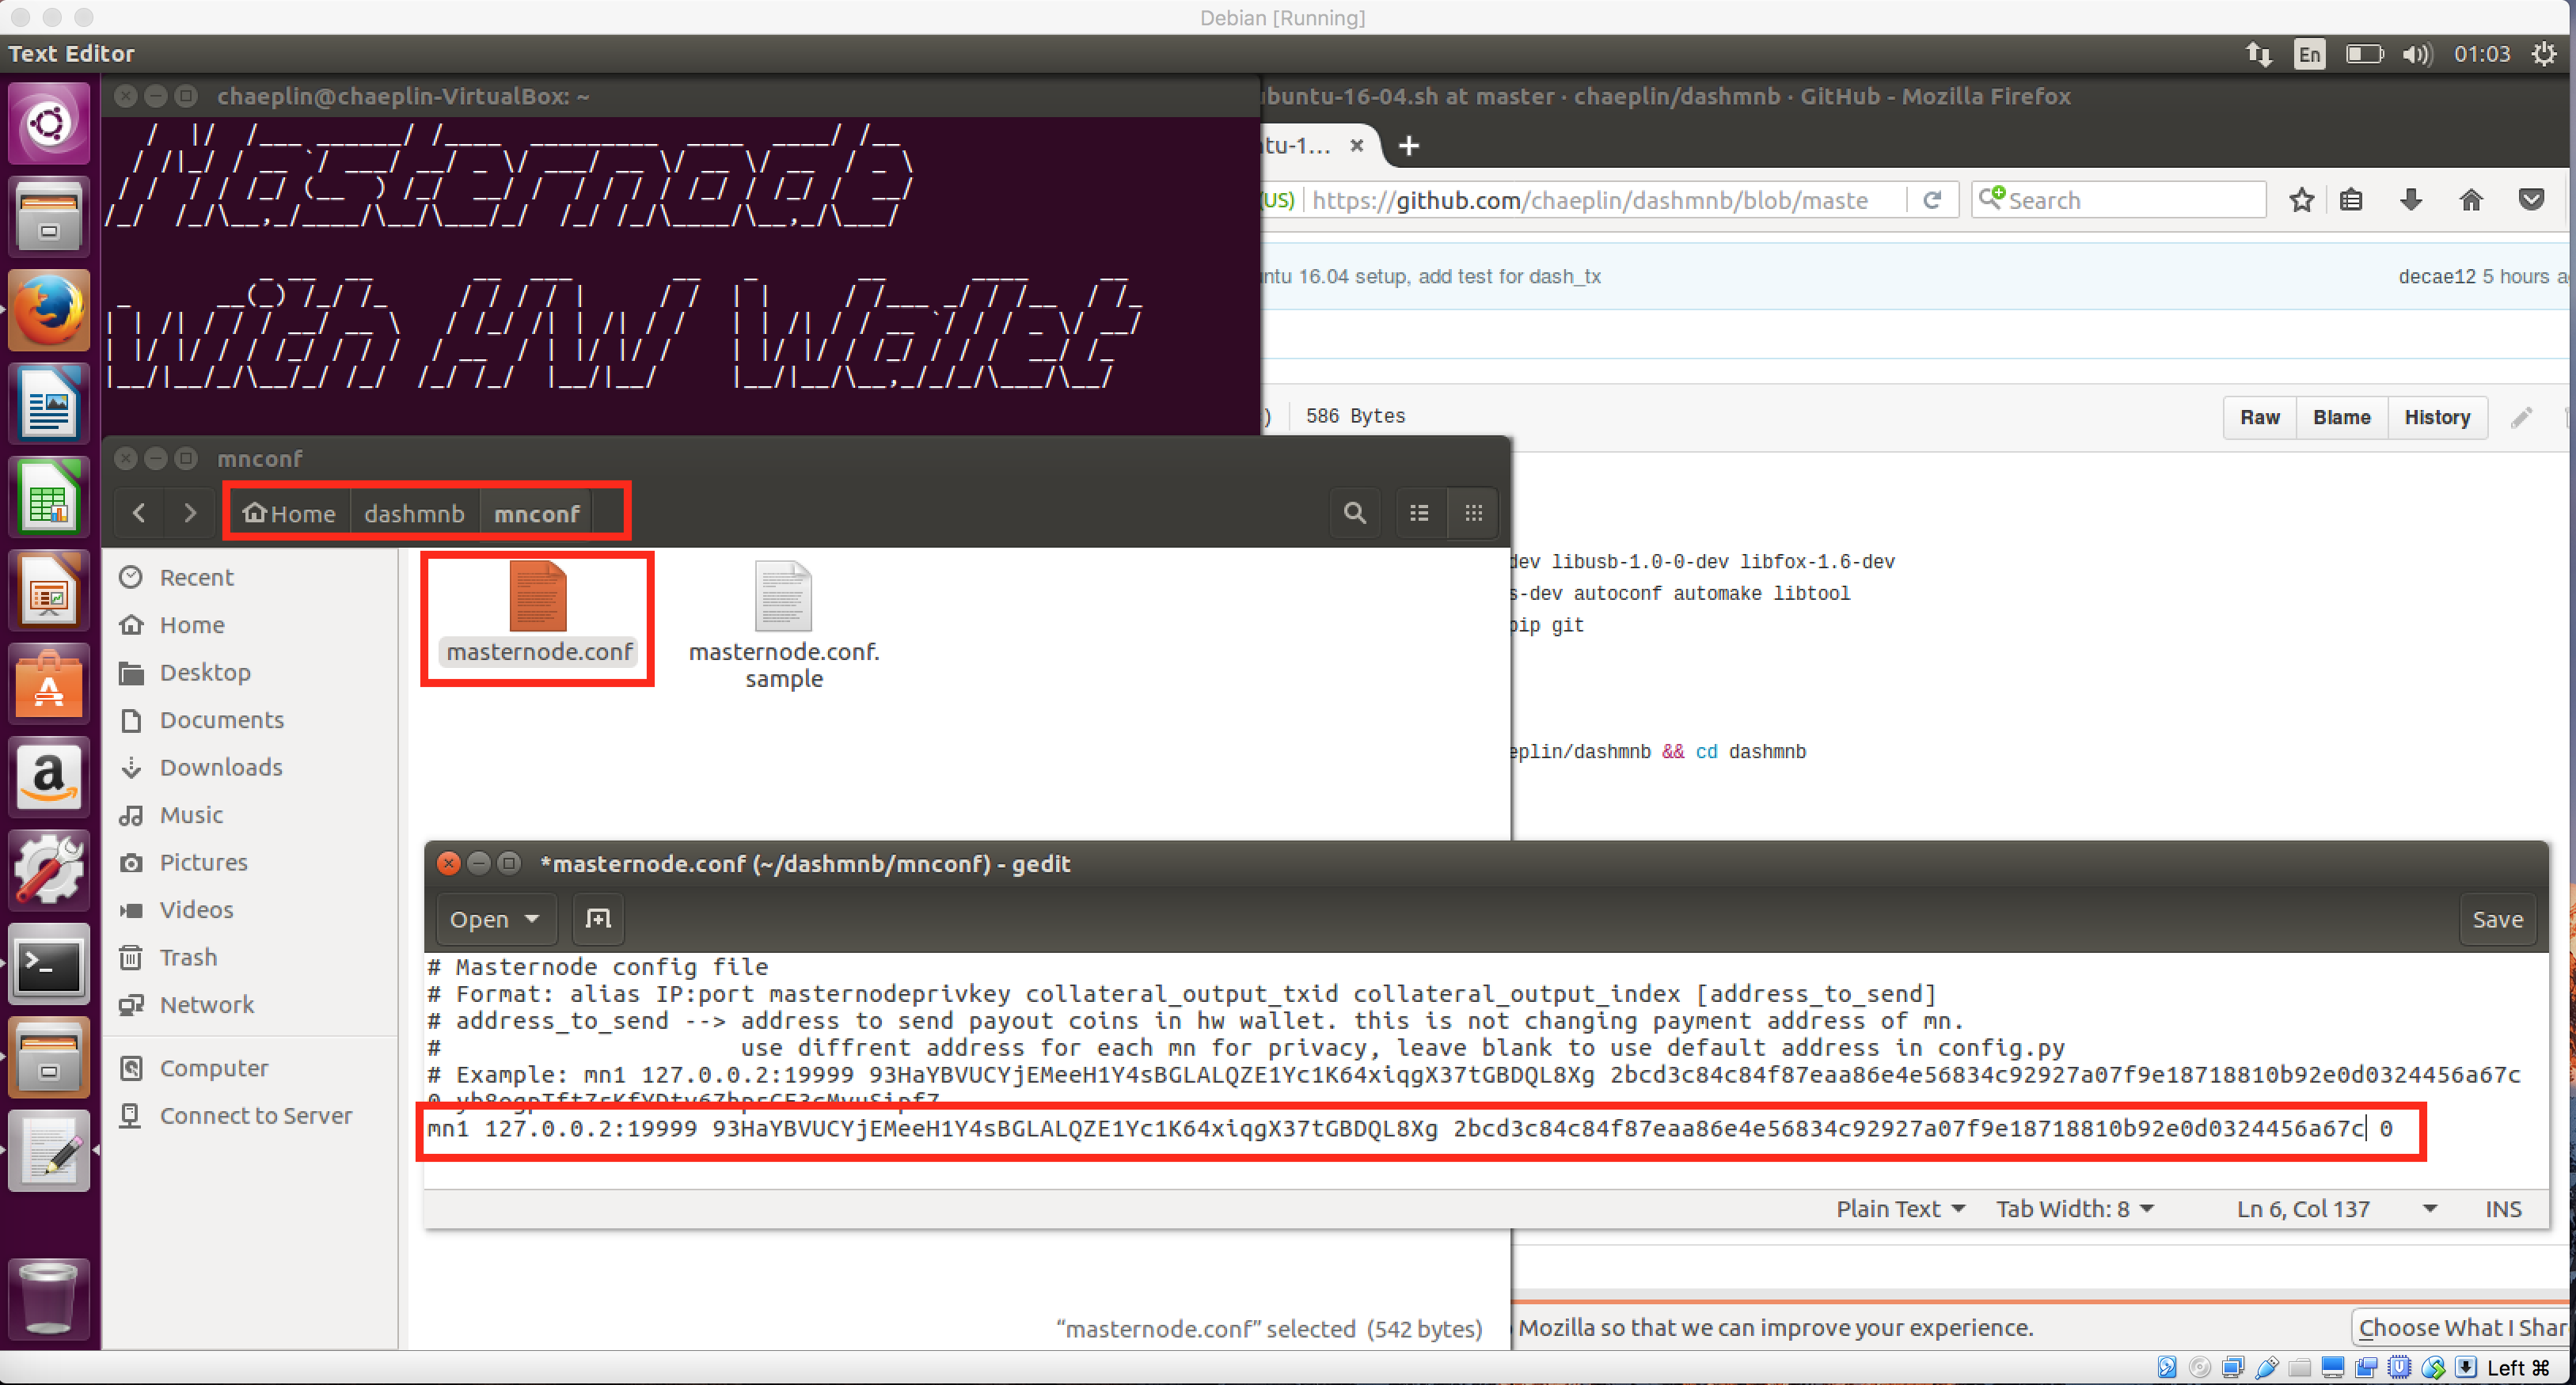 Debian [Running]
Text Editor
En
01:03
chaeplin@chaeplin-VirtualBox: ~
buntu-16-04.sh at master · chaeplin/dashmnb · GitHub - Mozilla Firefox
Masternode
with HW Wallet
tu-1...
(US)
https://github.com/chaeplin/dashmnb/blob/maste
Search
untu 16.04 setup, add test for dash_tx
decae12 5 hours a
586 Bytes
Raw
Blame
History
mnconf
Home
dashmnb
mnconf
Recent
Home
Desktop
Documents
Downloads
Music
Pictures
Videos
Trash
Network
Computer
Connect to Server
masternode.conf
masternode.conf.
sample
dev libusb-1.0-0-dev libfox-1.6-dev
s-dev autoconf automake libtool
pip git
eplin/dashmnb && cd dashmnb
*masternode.conf (~/dashmnb/mnconf) - gedit
Open
Save
# Masternode config file
# Format: alias IP:port masternodeprivkey collateral_output_txid collateral_output_index [address_to_send]
# address_to_send --> address to send payout coins in hw wallet. this is not changing payment address of mn.
# use diffrent address for each mn for privacy, leave blank to use default address in config.py
# Example: mn1 127.0.0.2:19999 93HaYBVUCYjEMeeH1Y4sBGLALQZE1Yc1K64xiqgX37tGBDQL8Xg 2bcd3c84c84f87eaa86e4e56834c92927a07f9e18718810b92e0d0324456a67c
0
mn1 127.0.0.2:19999 93HaYBVUCYjEMeeH1Y4sBGLALQZE1Yc1K64xiqgX37tGBDQL8Xg 2bcd3c84c84f87eaa86e4e56834c92927a07f9e18718810b92e0d0324456a67c 0
Plain Text
Tab Width: 8
Ln 6, Col 137
INS
“masternode.conf” selected (542 bytes)
Mozilla so that we can improve your experience.
Choose What I Shar
Left ⌘